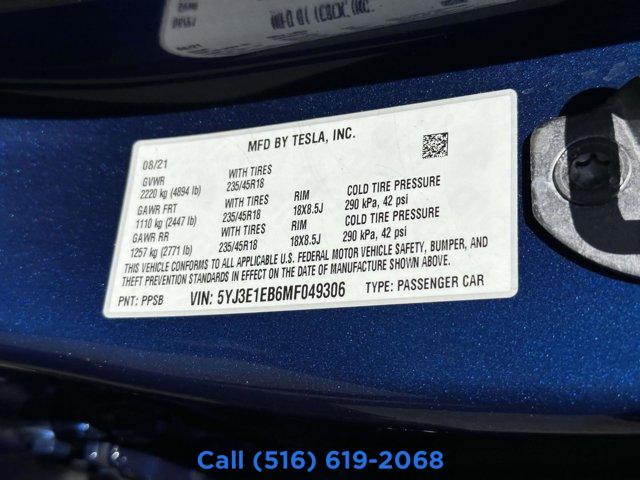 MFD BY TESLA, INC.
08/21
GVWR WITH TIRES
2220 kg (4894 lb) 235/45R18
GAWR FRT WITH TIRES RIM COLD TIRE PRESSURE
1110 kg (2447 lb) 235/45R18 18X8.5J 290 kPa, 42 psi
GAWR RR WITH TIRES RIM COLD TIRE PRESSURE
1257 kg (2771 lb) 235/45R18 18X8.5J 290 kPa, 42 psi
THIS VEHICLE CONFORMS TO ALL APPLICABLE U.S. FEDERAL MOTOR VEHICLE SAFETY, BUMPER, AND
THEFT PREVENTION STANDARDS IN EFFECT ON THE DATE OF MANUFACTURE SHOWN ABOVE.
PNT: PPSB VIN: 5YJ3E1EB6MF049306 TYPE: PASSENGER CAR
Call (516) 619-2068